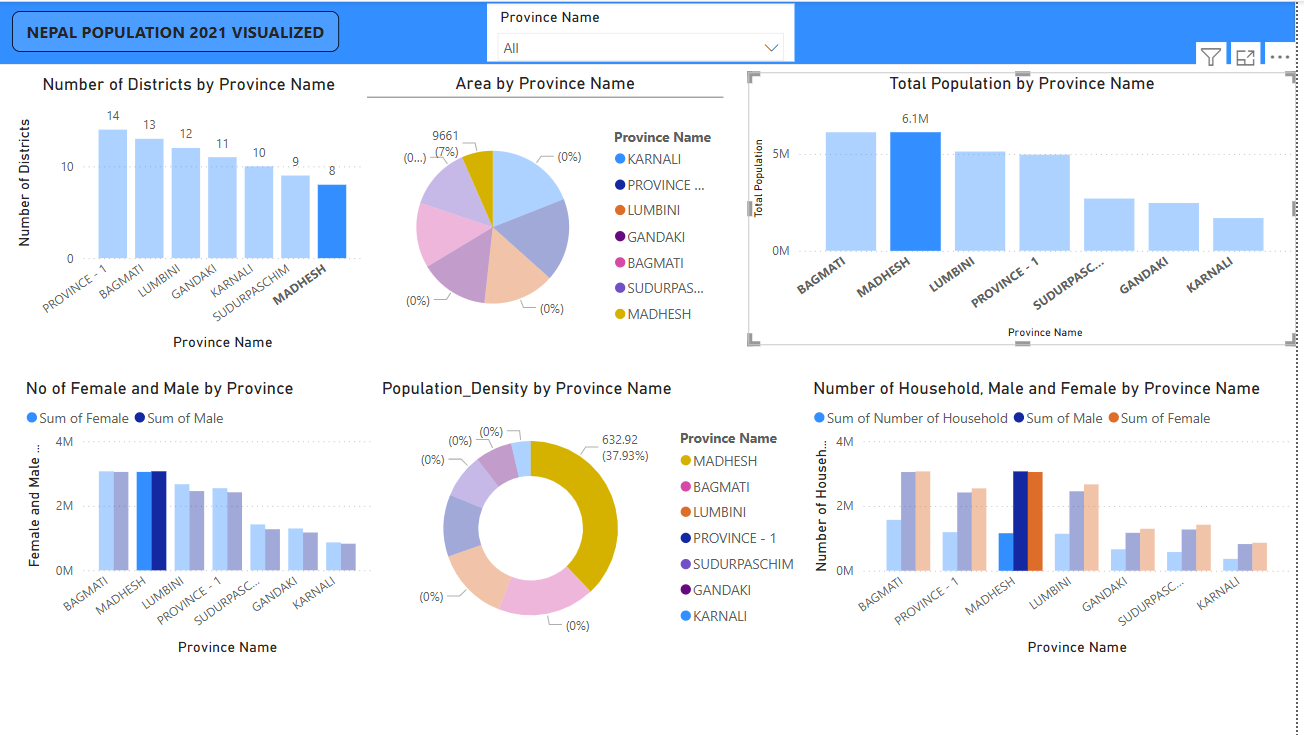 NEPAL POPULATION 2021 VISUALIZED
Province Name
All
Number of Districts by Province Name
Number of Districts
14
13
12
11
10
9
8
10
0
PROVINCE - 1
BAGMATI
LUMBINI
GANDAKI
KARNALI
SUDURPASCHIM
MADHESH
Province Name
Area by Province Name
9661
(7%)
(0...)
(0%)
(0%)
(0%)
Province Name
KARNALI
PROVINCE ...
LUMBINI
GANDAKI
BAGMATI
SUDURPAS...
MADHESH
Total Population by Province Name
Total Population
6.1M
5M
0M
BAGMATI
MADHESH
LUMBINI
PROVINCE - 1
SUDURPASC...
GANDAKI
KARNALI
Province Name
No of Female and Male by Province
Sum of Female
Sum of Male
Female and Male ...
4M
2M
0M
BAGMATI
MADHESH
LUMBINI
PROVINCE - 1
SUDURPASC...
GANDAKI
KARNALI
Province Name
Population_Density by Province Name
632.92
(37.93%)
(0%)
(0%)
(0%)
(0%)
(0%)
Province Name
MADHESH
BAGMATI
LUMBINI
PROVINCE - 1
SUDURPASCHIM
GANDAKI
KARNALI
Number of Household, Male and Female by Province Name
Sum of Number of Household
Sum of Male
Sum of Female
Number of Househ...
4M
2M
0M
BAGMATI
PROVINCE - 1
MADHESH
LUMBINI
GANDAKI
SUDURPASC...
KARNALI
Province Name